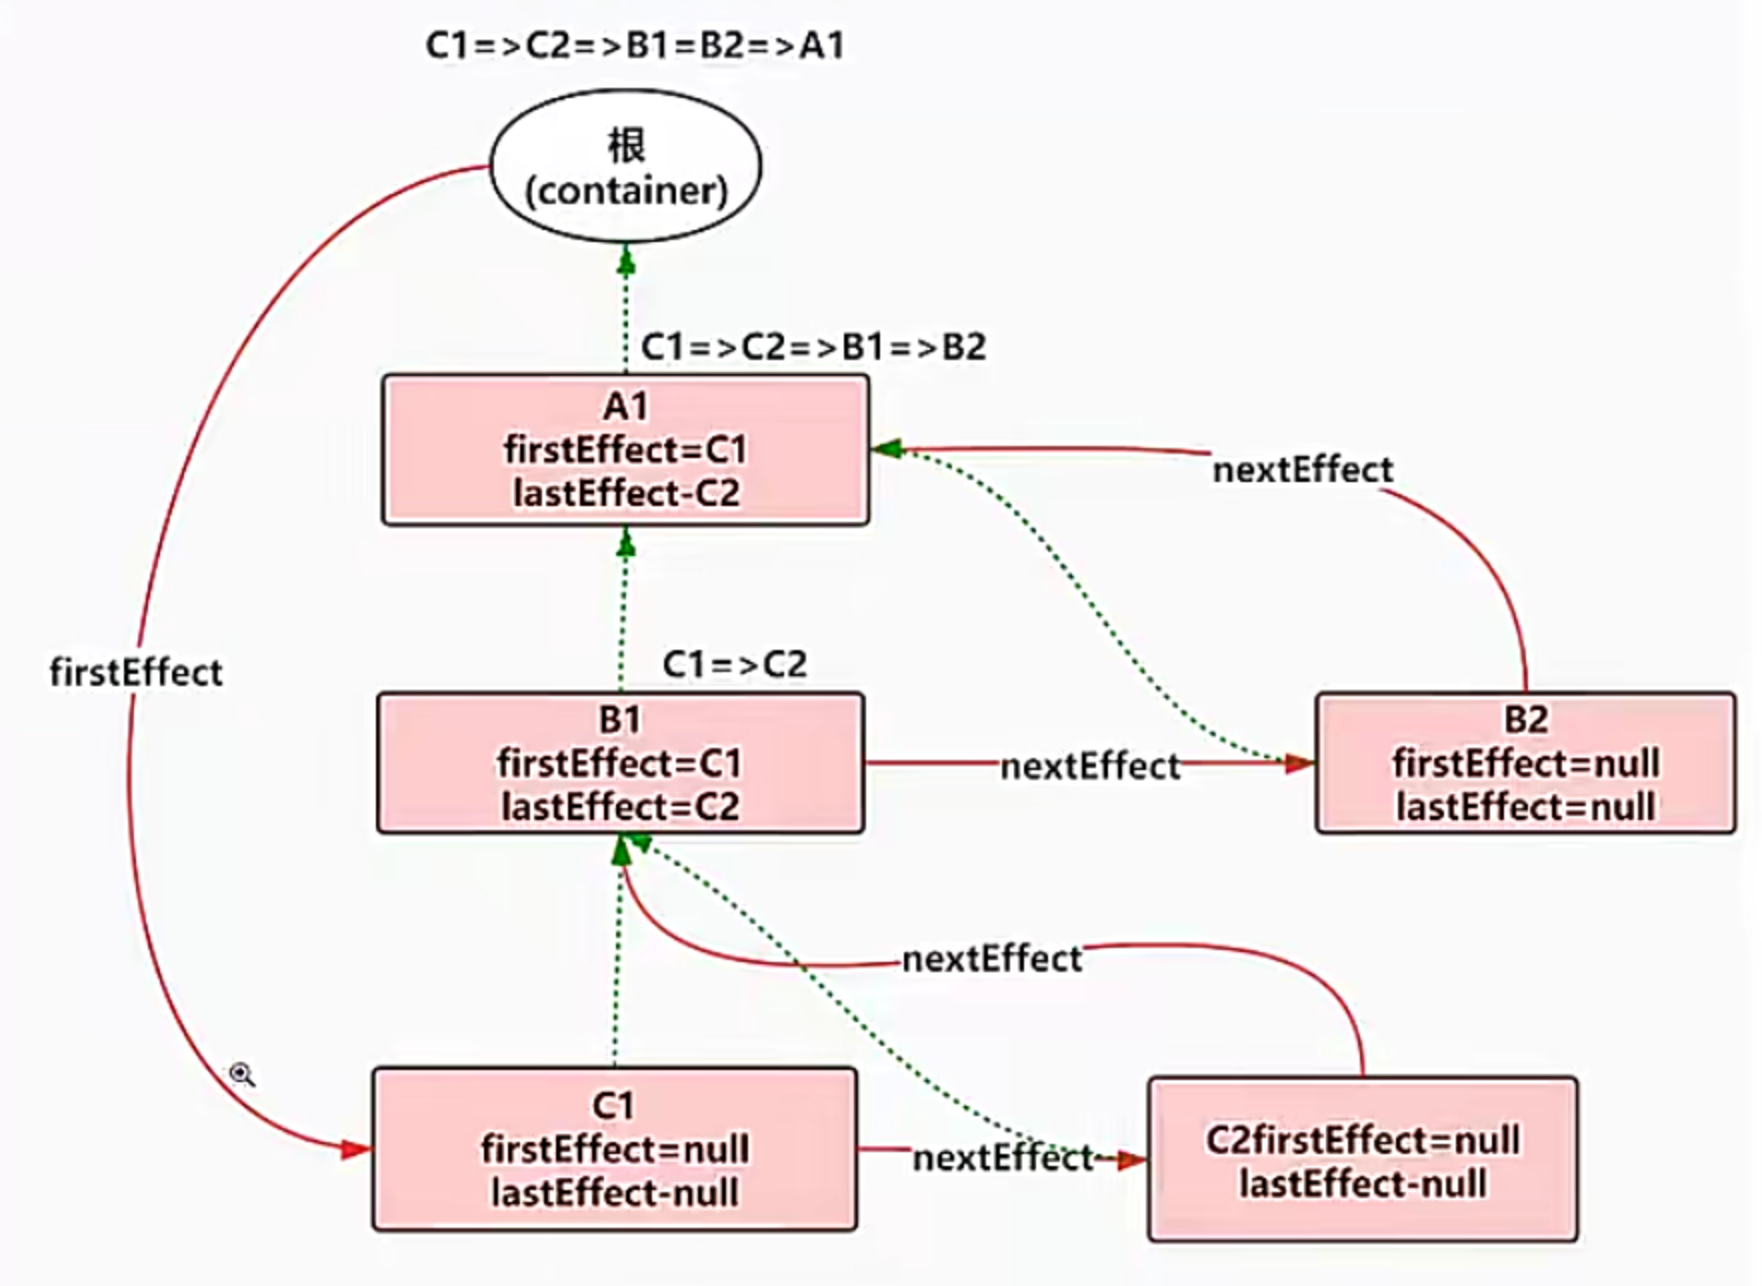 C1=>C2=>B1=B2=>A1
根
(container)
C1=>C2=>B1=>B2
A1
firstEffect=C1
lastEffect-C2
nextEffect
firstEffect
C1=>C2
B1
firstEffect=C1
lastEffect=C2
nextEffect
B2
firstEffect=null
lastEffect=null
nextEffect
C1
firstEffect=null
lastEffect-null
nextEffect
C2firstEffect=null
lastEffect-null